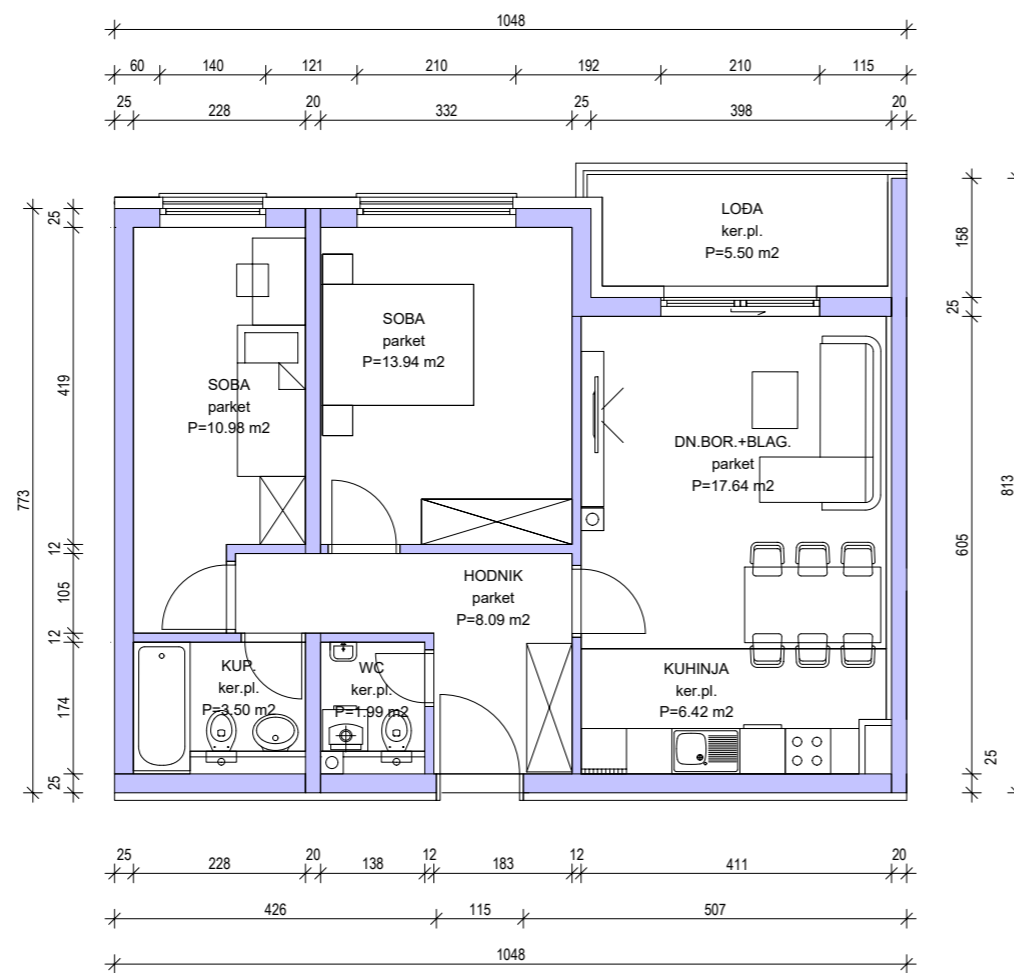 1048
60 140 121 210 192 210 115
25 228 20 332 25 398 20
LOĐA
ker.pl.
P=5.50 m2
SOBA
parket
P=13.94 m2
SOBA
parket
P=10.98 m2
DN.BOR.+BLAG.
parket
P=17.64 m2
HODNIK
parket
P=8.09 m2
KUP.
ker.pl.
P=3.50 m2
WC
ker.pl.
P=1.99 m2
KUHINJA
ker.pl.
P=6.42 m2
773
25
419
12
105
12
174
25
158
25
605
25
813
25 228 20 138 12 183 12 411 20
426 115 507
1048